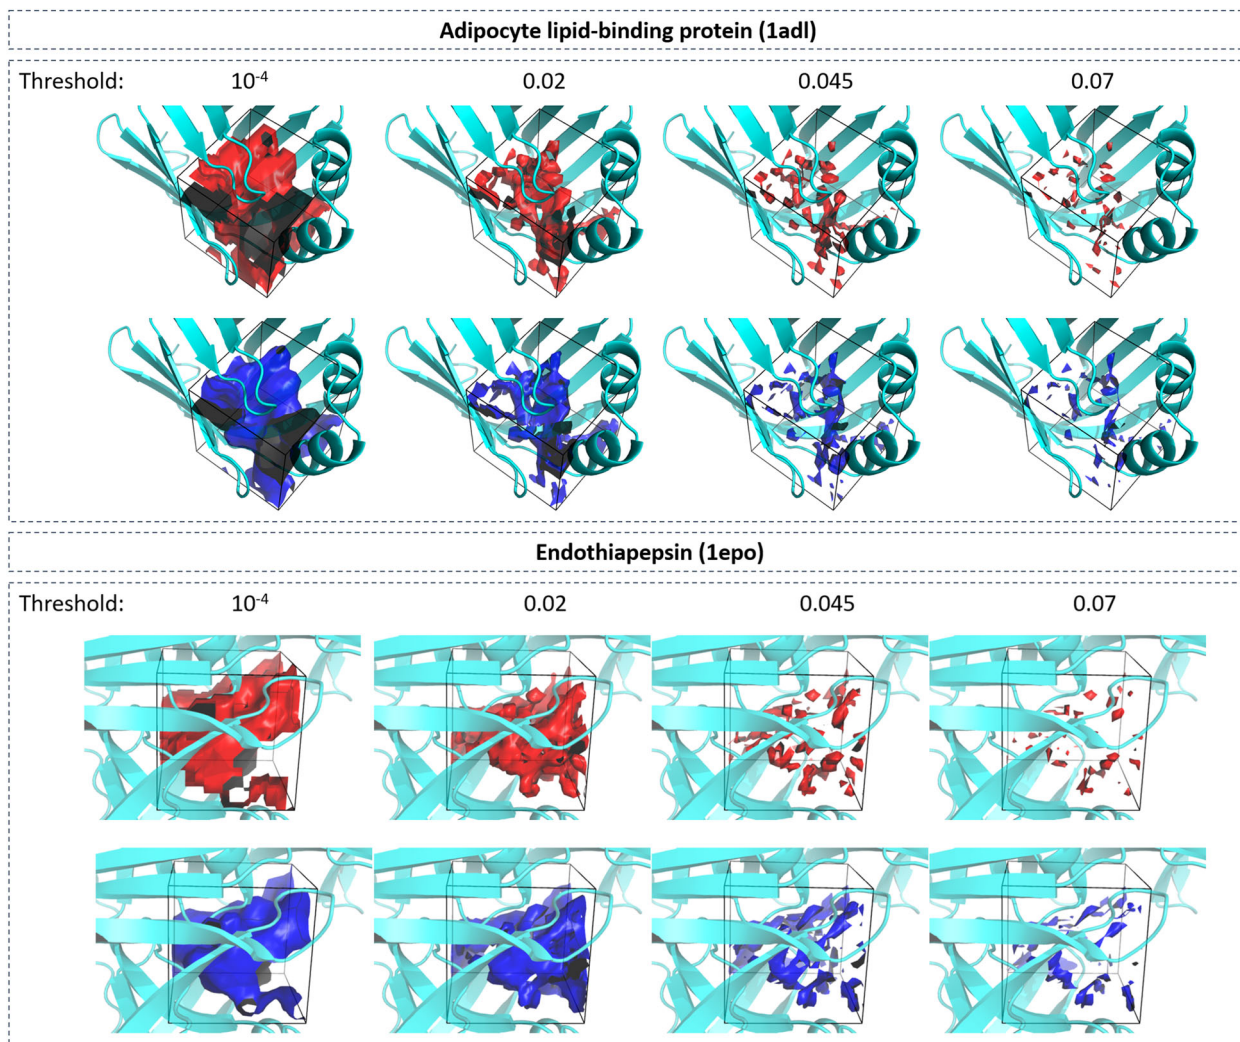 Adipocyte lipid-binding protein (1adl)
Threshold: 10⁻⁴ 0.02 0.045 0.07
Endothiapepsin (1epo)
Threshold: 10⁻⁴ 0.02 0.045 0.07